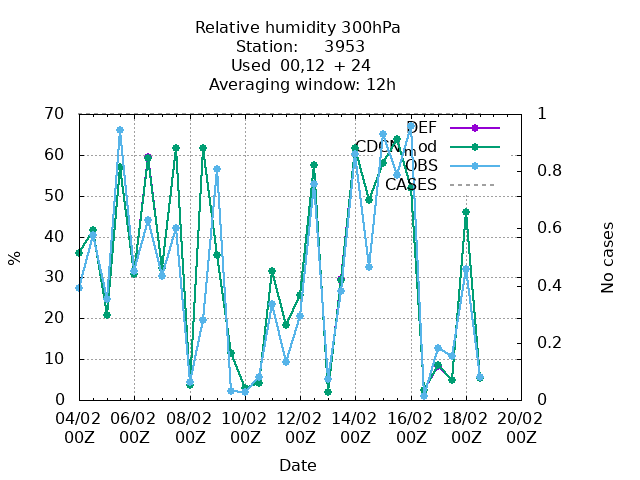 Relative humidity 300hPa
Station: 3953
Used 00,12 + 24
Averaging window: 12h
70 1
DEF
CDCN_mod
60
OBS
0.8
CASES
50
40 0.6
%
No cases
30
0.4
20
0.2
10
0 0
04/02 06/02 08/02 10/02 12/02 14/02 16/02 18/02 20/02
00Z 00Z 00Z 00Z 00Z 00Z 00Z 00Z 00Z
Date